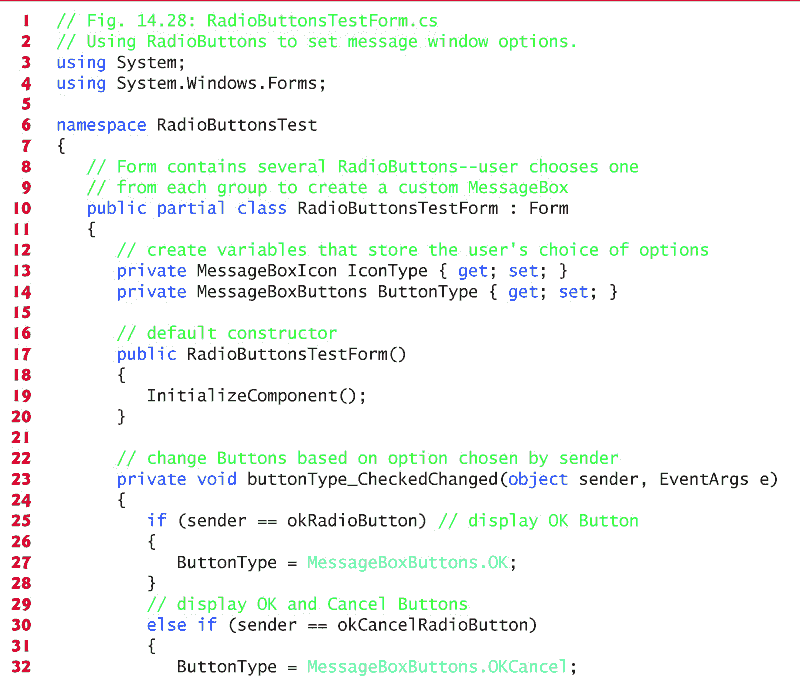 1 // Fig. 14.28: RadioButtonsTestForm.cs
2 // Using RadioButtons to set message window options.
3 using System;
4 using System.Windows.Forms;
5
6 namespace RadioButtonsTest
7 {
8 // Form contains several RadioButtons--user chooses one
9 // from each group to create a custom MessageBox
10 public partial class RadioButtonsTestForm : Form
11 {
12 // create variables that store the user's choice of options
13 private MessageBoxIcon IconType { get; set; }
14 private MessageBoxButtons ButtonType { get; set; }
15
16 // default constructor
17 public RadioButtonsTestForm()
18 {
19 InitializeComponent();
20 }
21
22 // change Buttons based on option chosen by sender
23 private void buttonType_CheckedChanged(object sender, EventArgs e)
24 {
25 if (sender == okRadioButton) // display OK Button
26 {
27 ButtonType = MessageBoxButtons.OK;
28 }
29 // display OK and Cancel Buttons
30 else if (sender == okCancelRadioButton)
31 {
32 ButtonType = MessageBoxButtons.OKCancel;